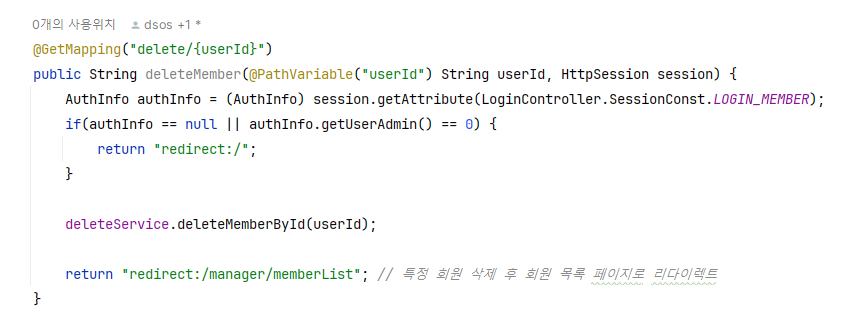 0개의 사용위치 dsos +1 *
@GetMapping("delete/{userId}")
public String deleteMember(@PathVariable("userId") String userId, HttpSession session) {
    AuthInfo authInfo = (AuthInfo) session.getAttribute(LoginController.SessionConst.LOGIN_MEMBER);
    if(authInfo == null || authInfo.getUserAdmin() == 0) {
        return "redirect:/";
    }
    deleteService.deleteMemberById(userId);
    return "redirect:/manager/memberList"; // 특정 회원 삭제 후 회원 목록 페이지로 리다이렉트
}